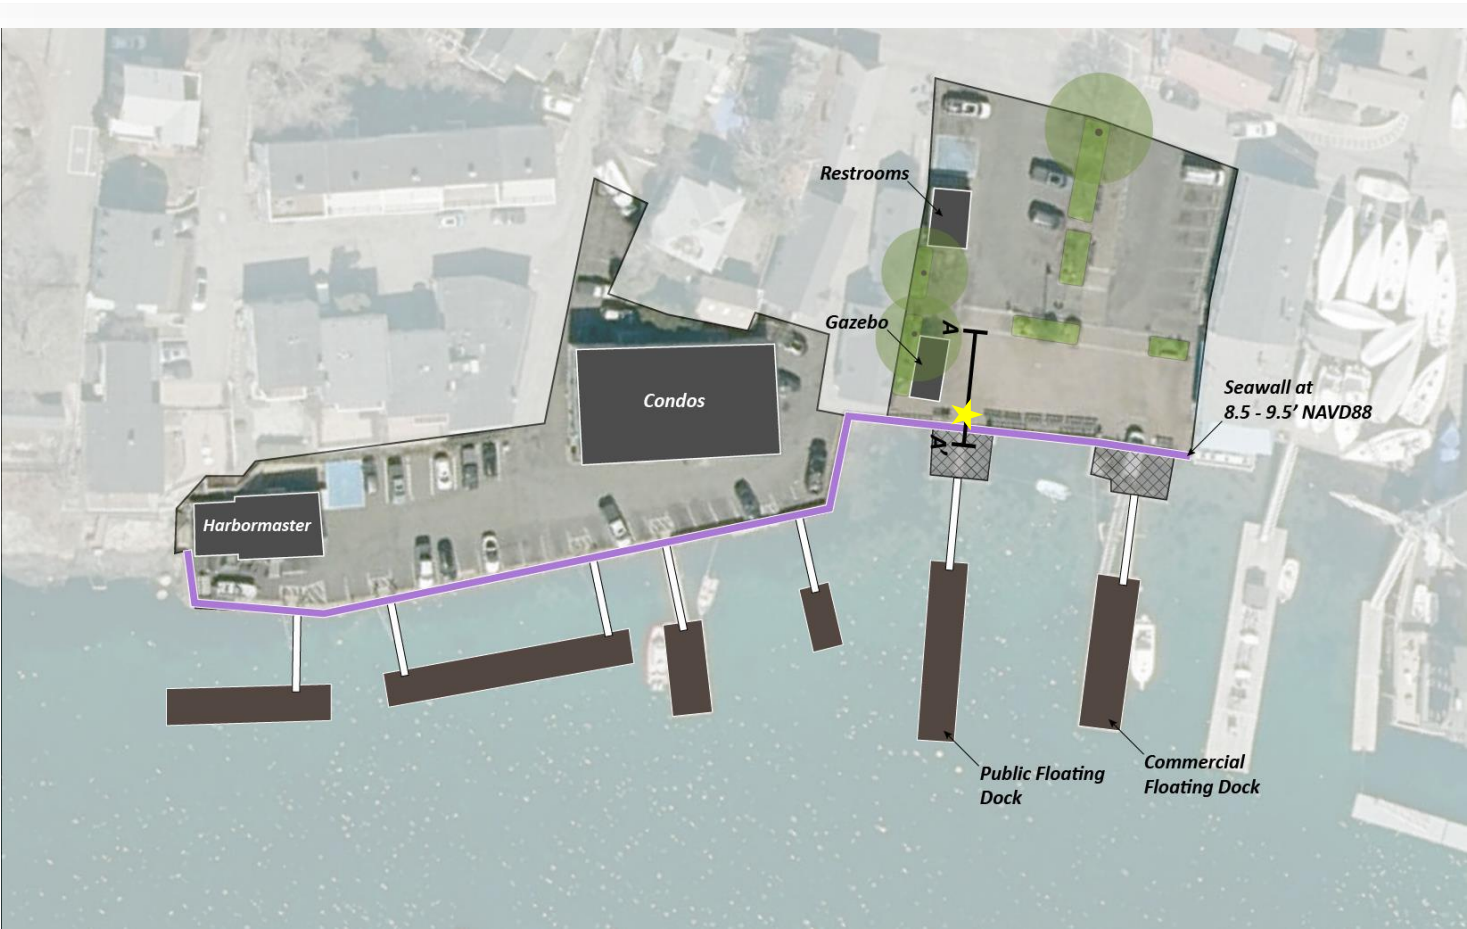 Restrooms
Gazebo
A
A'
Condos
Seawall at
8.5 - 9.5’ NAVD88
Harbormaster
Public Floating
Dock
Commercial
Floating Dock